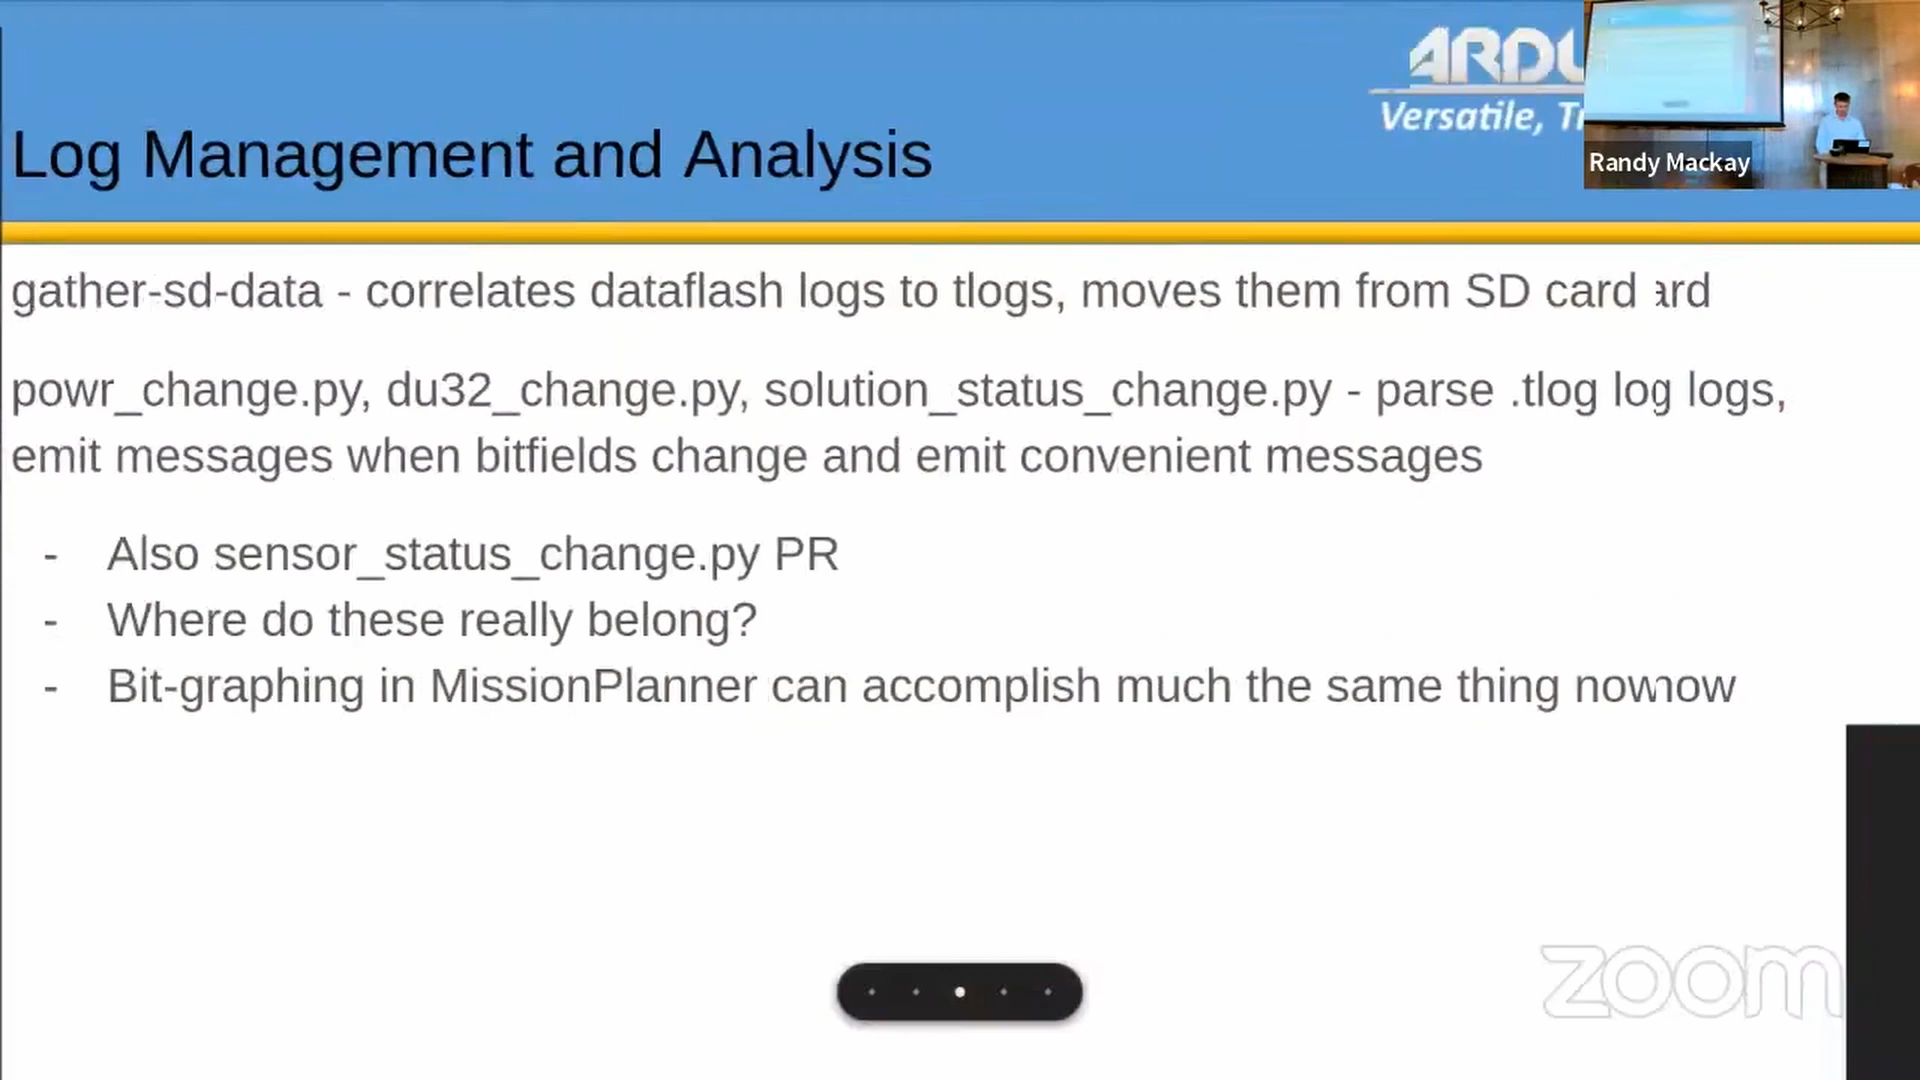 ARDU
Versatile, Tr
Randy Mackay
Log Management and Analysis
gather-sd-data - correlates dataflash logs to tlogs, moves them from SD card ard
powr_change.py, du32_change.py, solution_status_change.py - parse .tlog log logs,
emit messages when bitfields change and emit convenient messages
- Also sensor_status_change.py PR
- Where do these really belong?
- Bit-graphing in MissionPlanner can accomplish much the same thing nownow
zoom